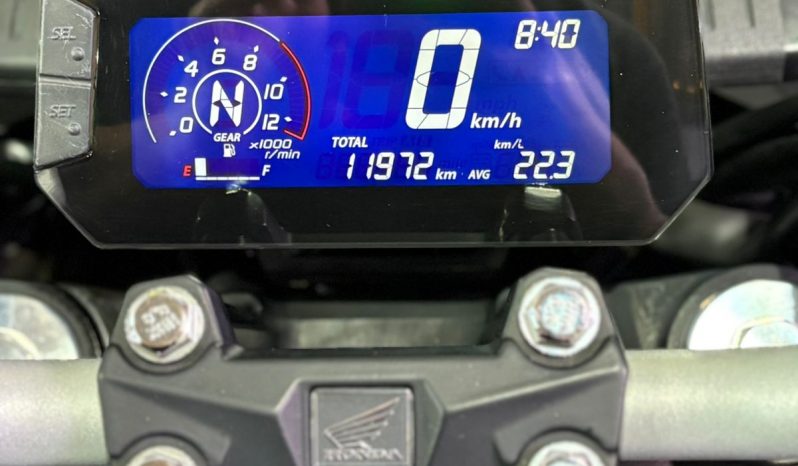 SEL
SET
8:40
0 2 4 6 8 10 12
N
GEAR
x1000
r/min
E F
0 km/h
TOTAL
11972 km
km/L
AVG 22.3
HONDA